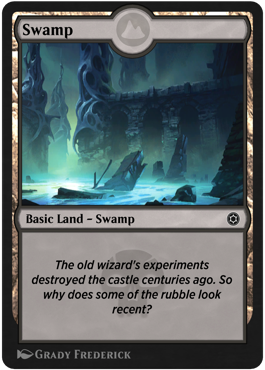 Swamp
Basic Land – Swamp
The old wizard's experiments
destroyed the castle centuries ago. So
why does some of the rubble look
recent?
Grady Frederick